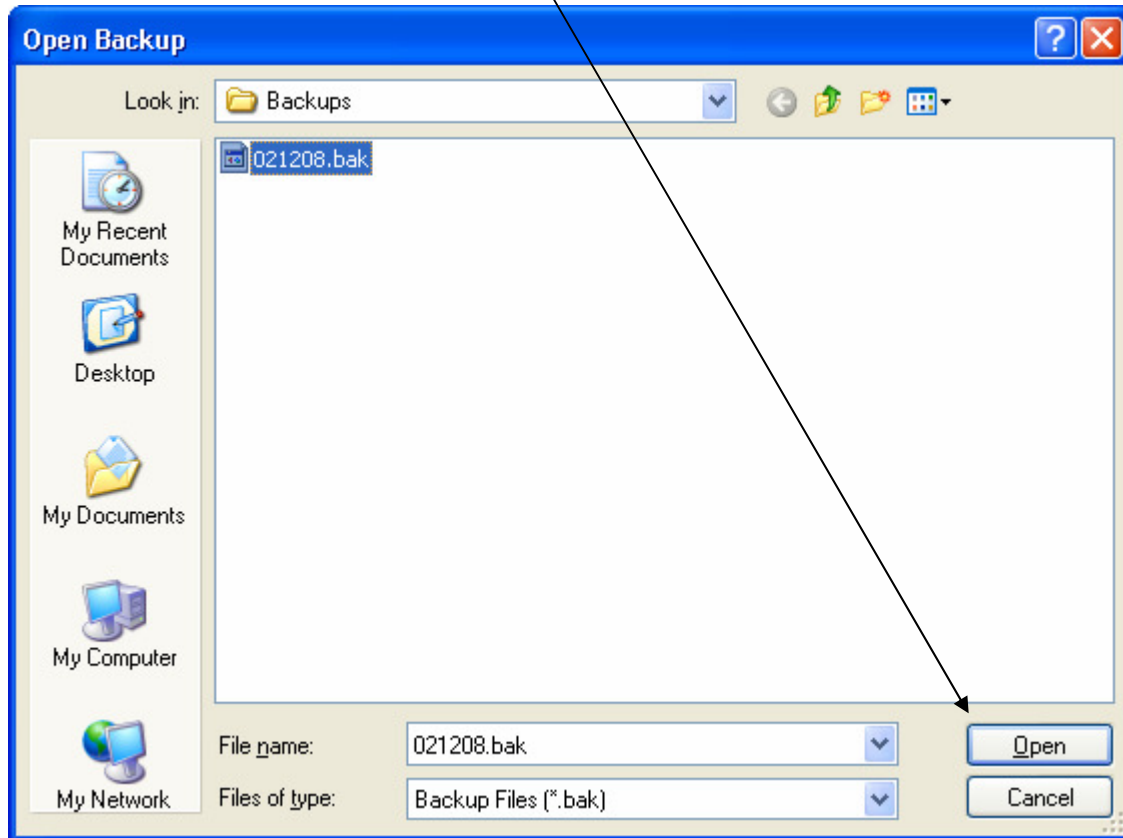 Open Backup
Look in:
Backups
021208.bak
My Recent
Documents
Desktop
My Documents
My Computer
My Network
File name:
021208.bak
Open
Files of type:
Backup Files (*.bak)
Cancel